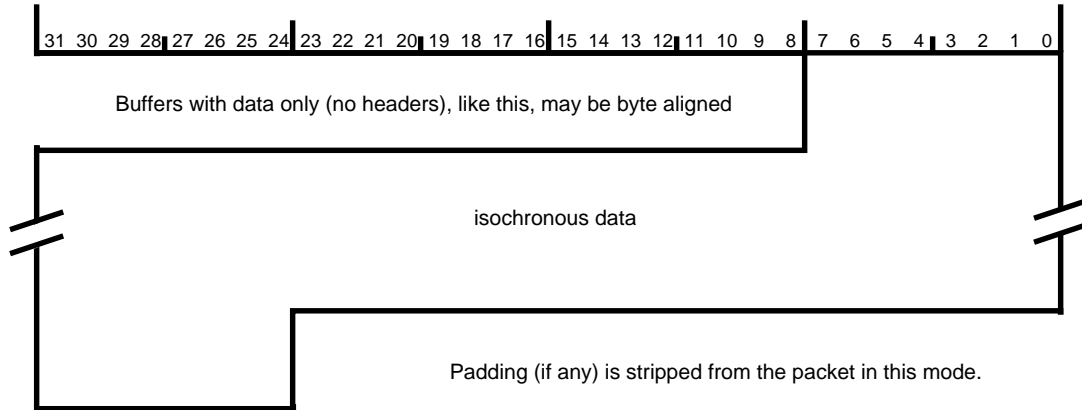 31 30 29 28 27 26 25 24 23 22 21 20 19 18 17 16 15 14 13 12 11 10 9 8 7 6 5 4 3 2 1 0
Buffers with data only (no headers), like this, may be byte aligned
isochronous data
Padding (if any) is stripped from the packet in this mode.